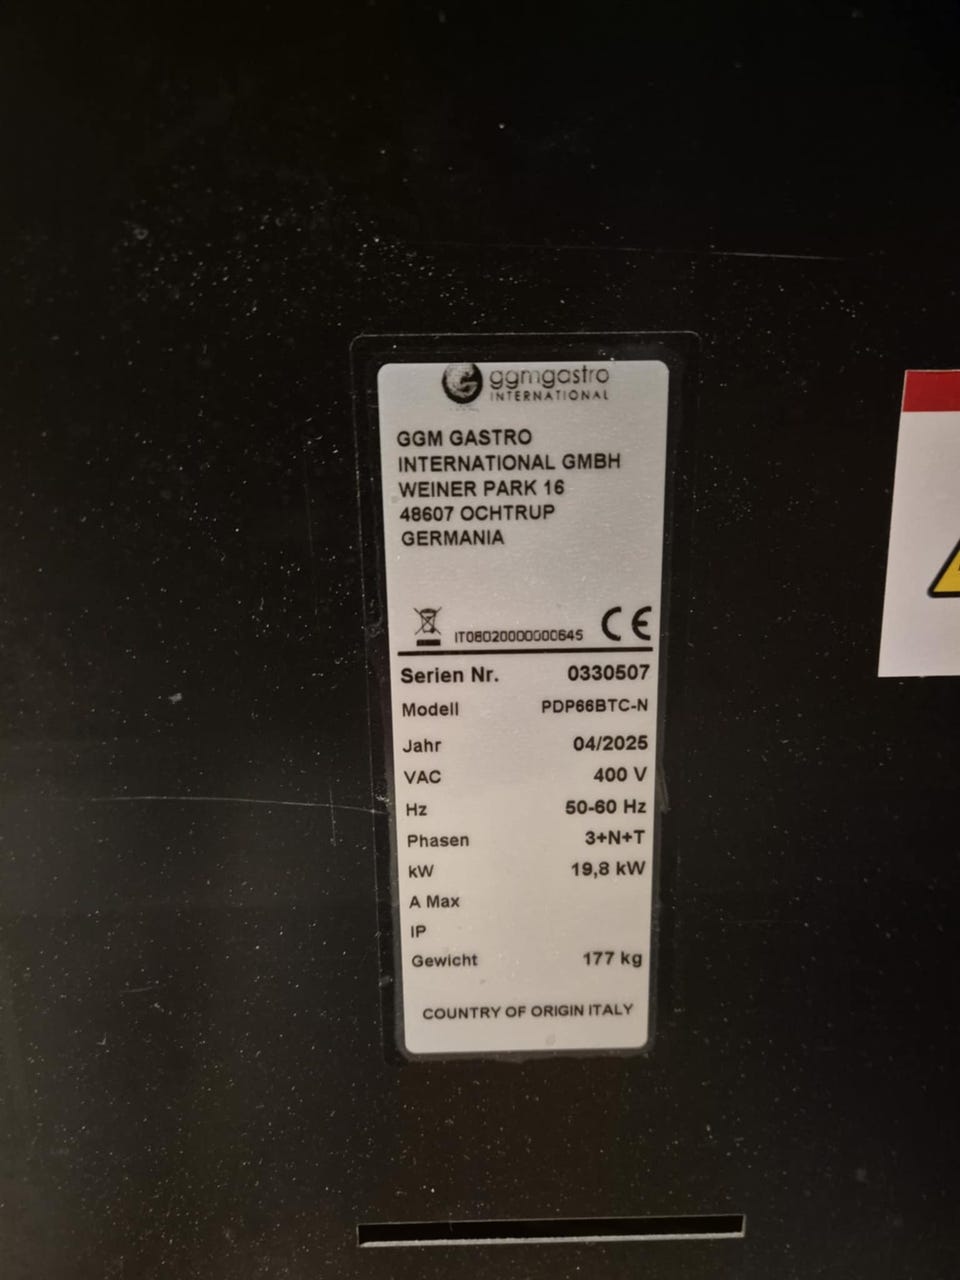 ggmgastro
INTERNATIONAL
GGM GASTRO
INTERNATIONAL GMBH
WEINER PARK 16
48607 OCHTRUP
GERMANIA
IT08020000000645 CE
Serien Nr. 0330507
Modell PDP66BTC-N
Jahr 04/2025
VAC 400 V
Hz 50-60 Hz
Phasen 3+N+T
kW 19,8 kW
A Max
IP
Gewicht 177 kg
COUNTRY OF ORIGIN ITALY